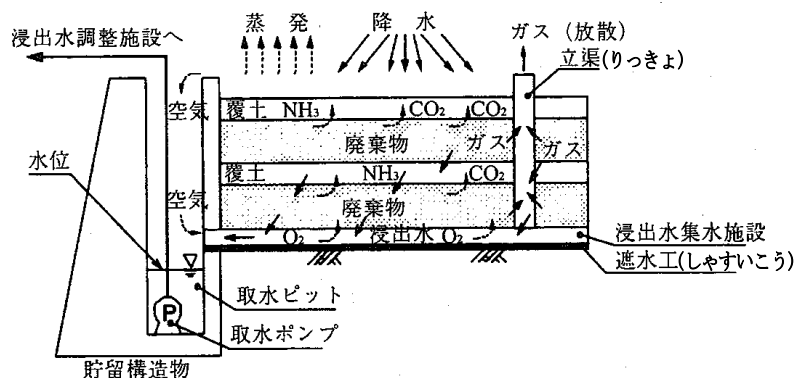 蒸発
降水
ガス（放散）
浸出水調整施設へ
立渠(りっきょ)
空気
覆土 NH₃ CO₂ CO₂
廃棄物 ガス
ガス
水位
覆土 NH₃ CO₂
空気
廃棄物
O₂ 浸出水 O₂
浸出水集水施設
遮水工(しゃすいこう)
取水ピット
P
取水ポンプ
貯留構造物